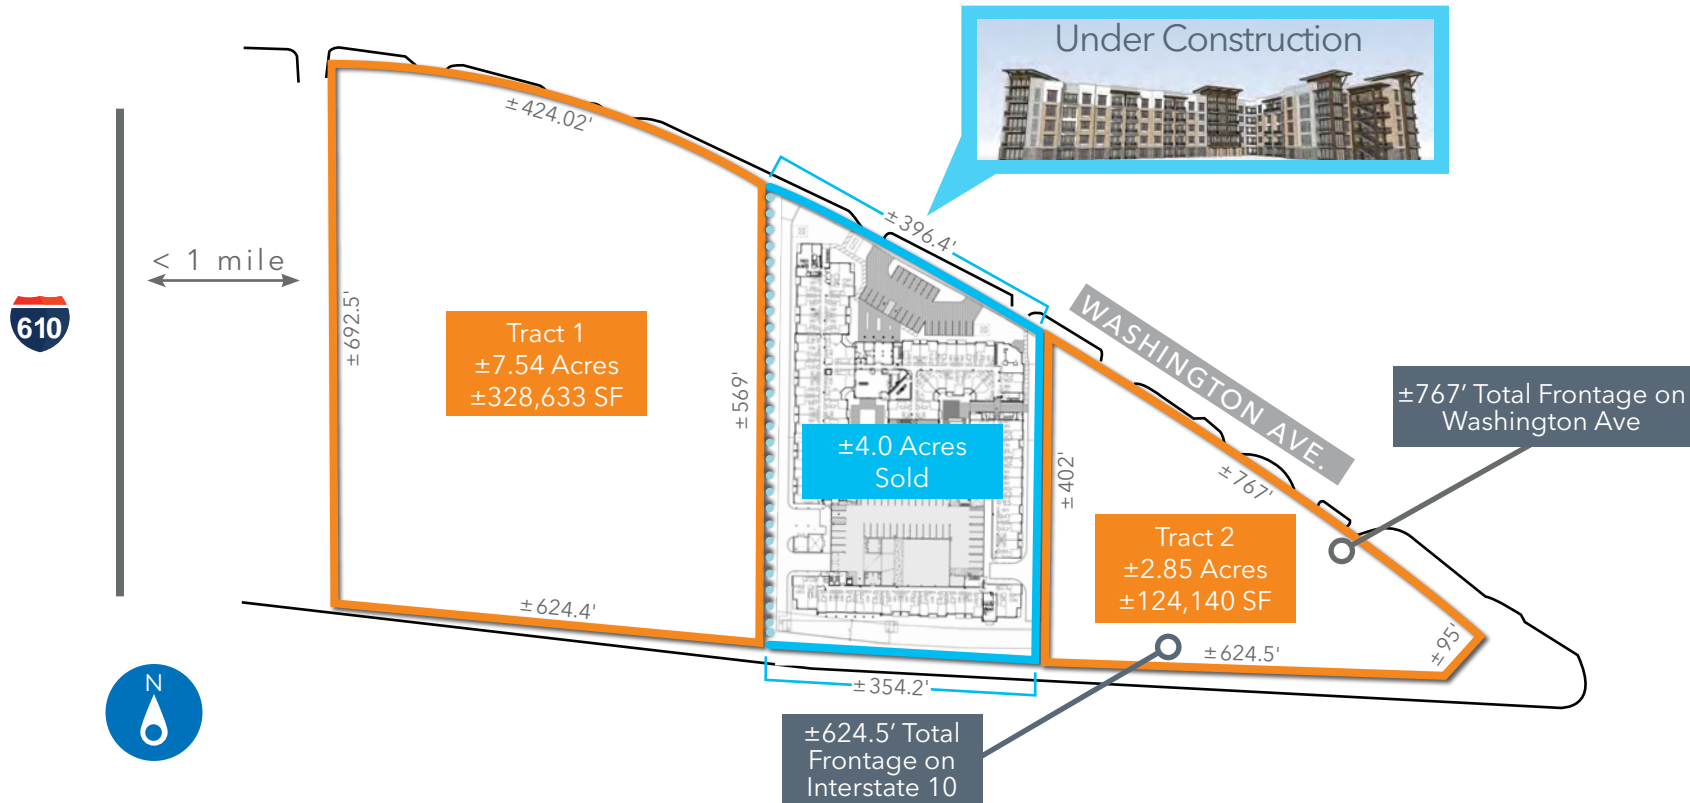 Under Construction
±424.02'
±396.4'
< 1 mile
610
±692.5'
Tract 1
±7.54 Acres
±328,633 SF
±569'
WASHINGTON AVE.
±767' Total Frontage on
Washington Ave
±4.0 Acres
Sold
±402'
±767'
Tract 2
±2.85 Acres
±124,140 SF
±624.4'
±624.5'
±95'
±354.2'
N
±624.5' Total
Frontage on
Interstate 10